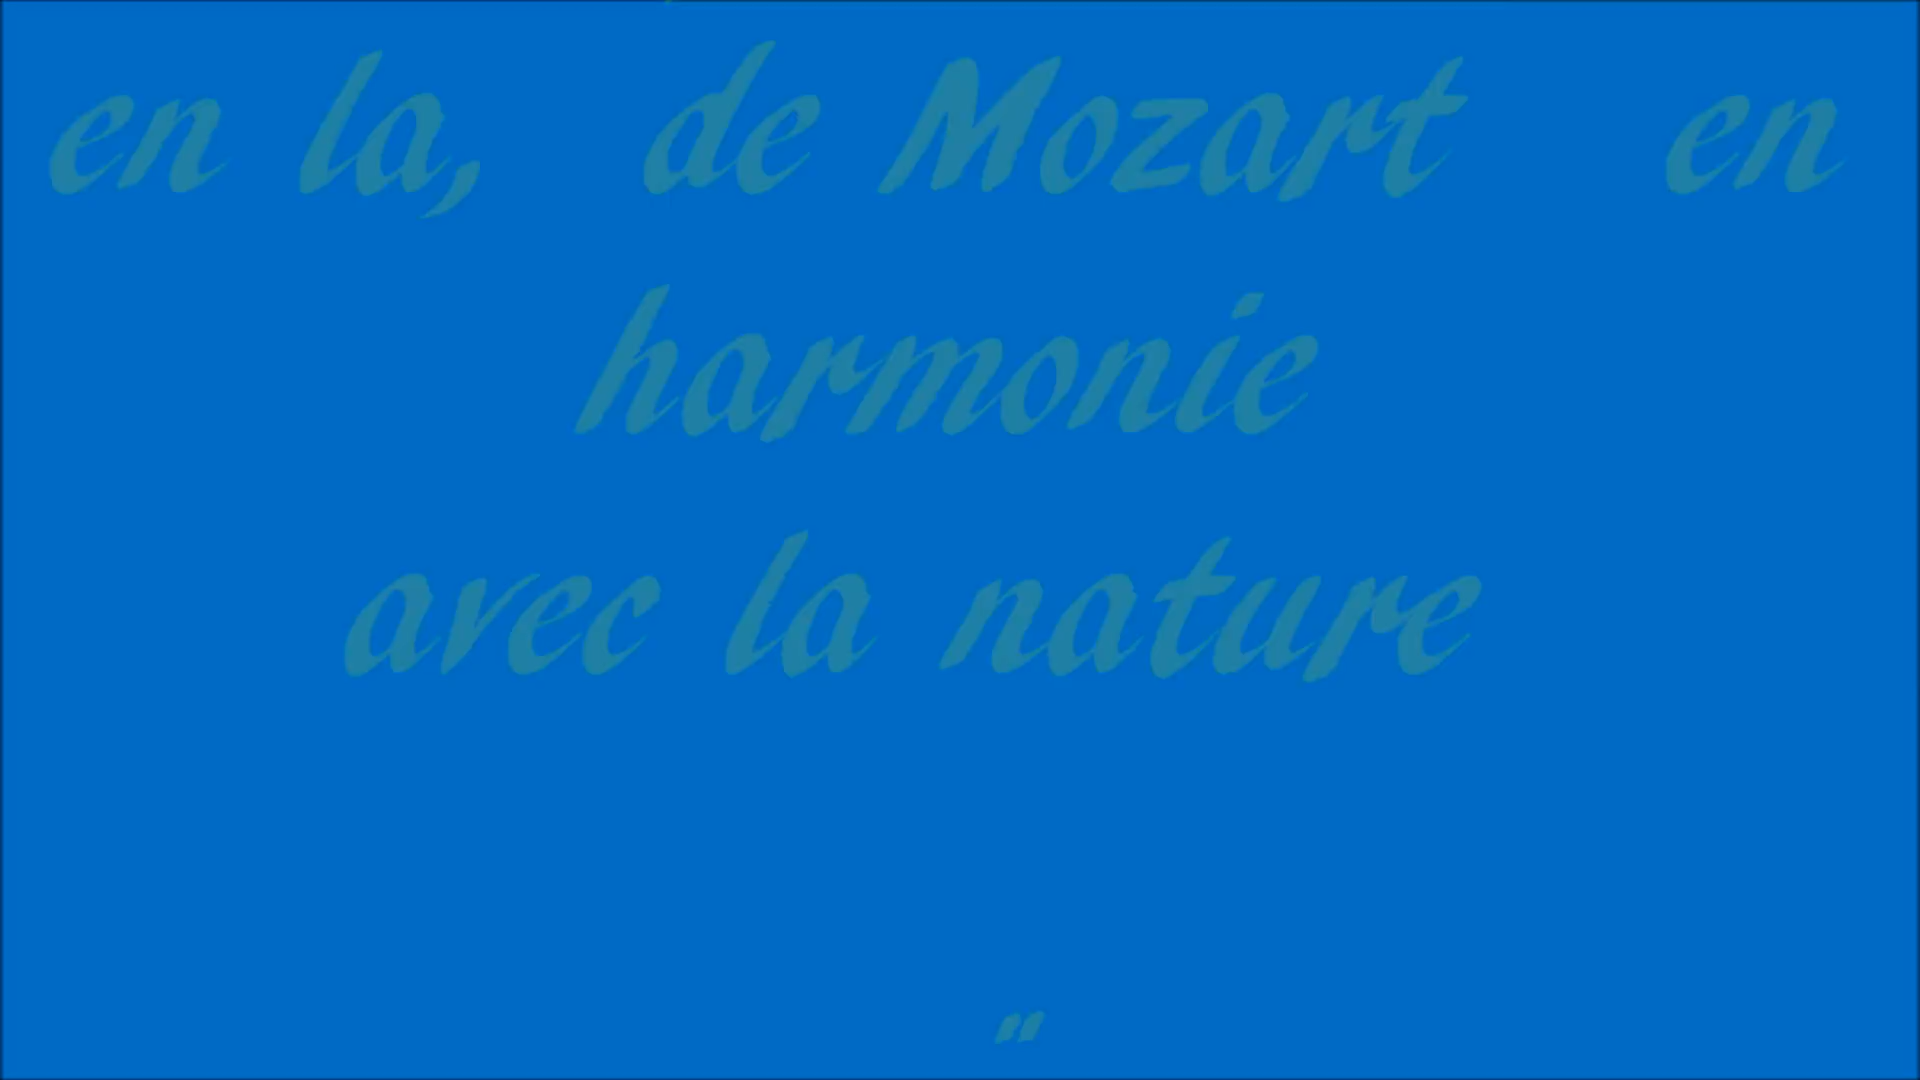 en la, de Mozart en
harmonie
avec la nature
"